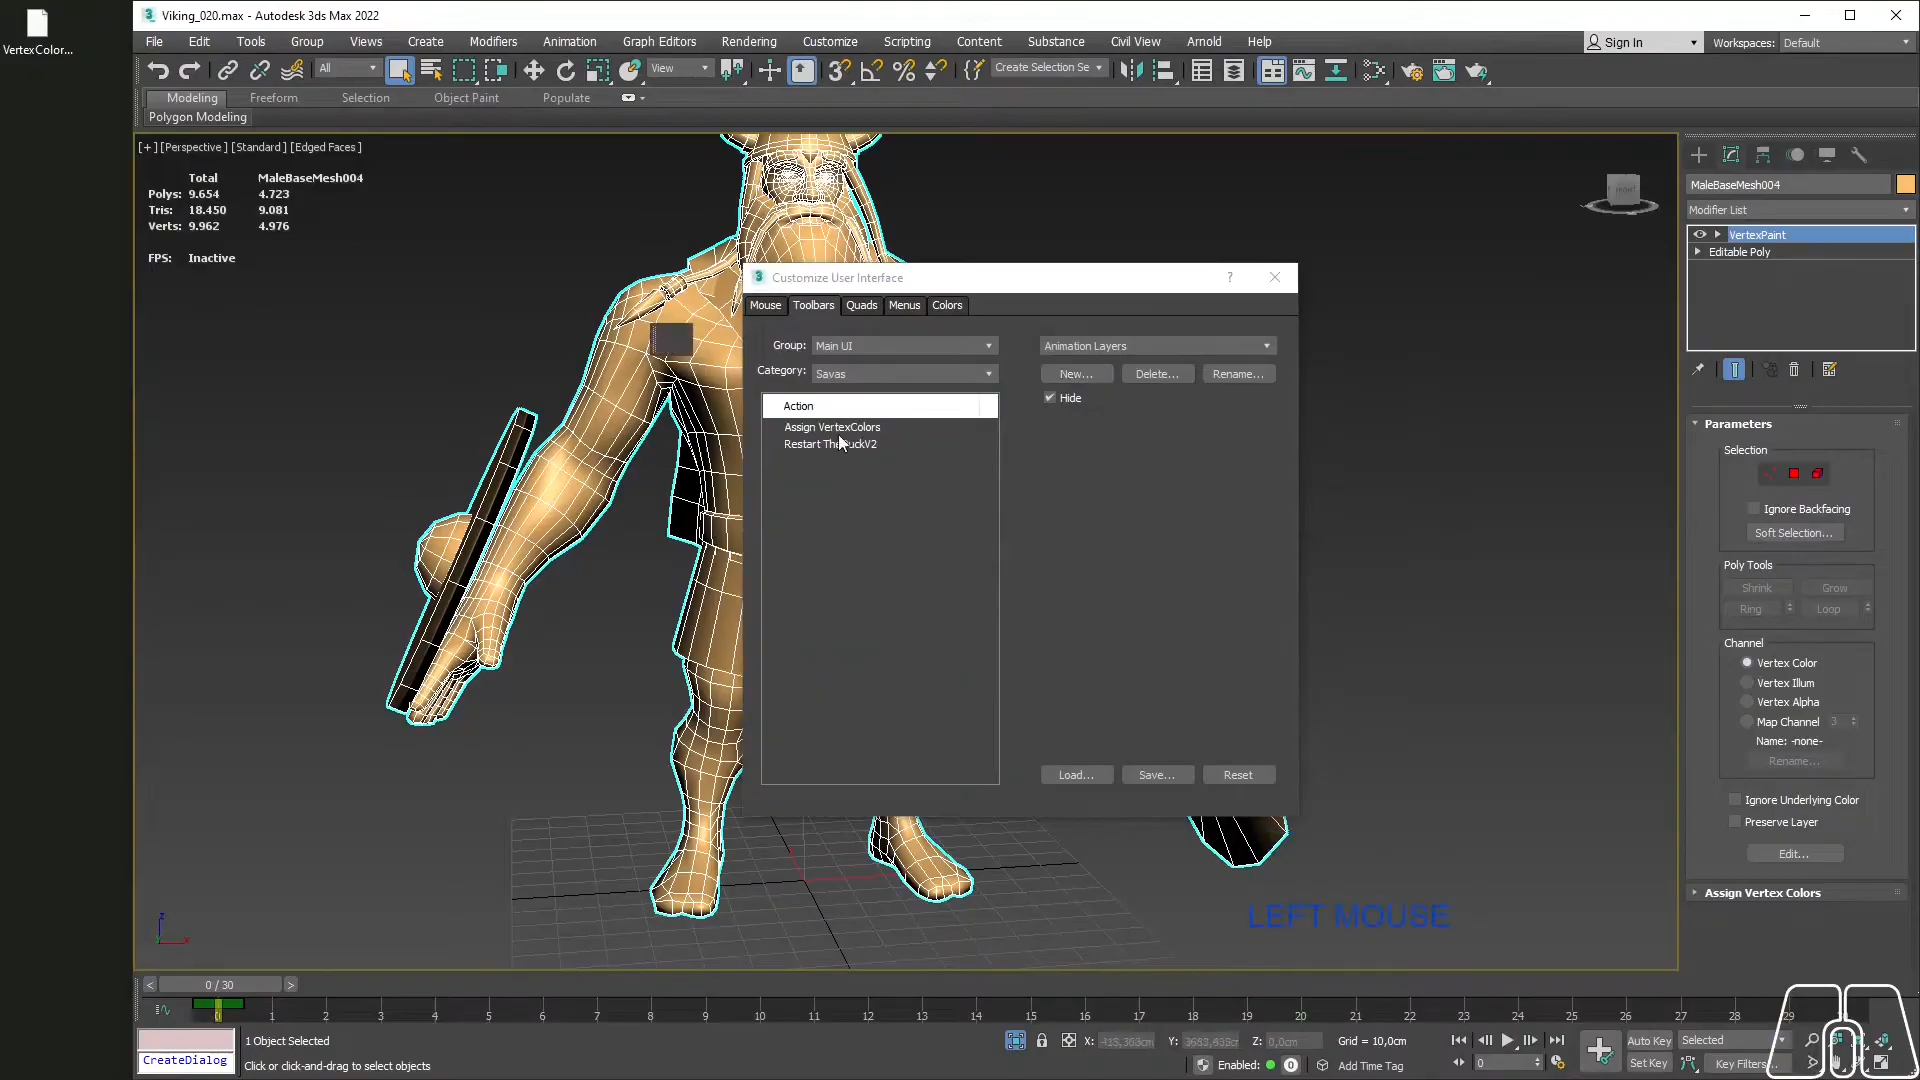 VertexColor...
Viking_020.max - Autodesk 3ds Max 2022
File Edit Tools Group Views Create Modifiers Animation Graph Editors Rendering Customize Scripting Content Substance Civil View Arnold Help
Sign In
Workspaces: Default
All
View
Create Selection Se
Modeling Freeform Selection Object Paint Populate
Polygon Modeling
[+] [Perspective] [Standard] [Edged Faces]
Total MaleBaseMesh004
Polys: 9.654 4.723
Tris: 18.450 9.081
Verts: 9.962 4.976
FPS: Inactive
MaleBaseMesh004
Modifier List
VertexPaint
Editable Poly
Customize User Interface
Mouse Toolbars Quads Menus Colors
Group: Main UI
Category: Savas
Action
Assign VertexColors
Animation Layers
New... Delete... Rename...
Hide
Load... Save... Reset
Parameters
Selection
Ignore Backfacing
Soft Selection...
Poly Tools
Shrink Grow
Ring Loop
Channel
Vertex Color
Vertex Illum
Vertex Alpha
Map Channel 3
Name: -none-
Rename...
Ignore Underlying Color
Preserve Layer
Edit...
Assign Vertex Colors
LEFT MOUSE
z
x
< 0 / 30 >
0 1 2 3 4 5 6 7 8 9 10 11 12 13 14 15 16 17 18 19 20 21 22 23 24 25 26 27 28 29
CreateDialog
1 Object Selected
Click or click-and-drag to select objects
X: Y: Z: 0,0cm
Grid = 10,0cm
Enabled: 0
Add Time Tag
0
Auto Key Selected
Set Key Key Filters...